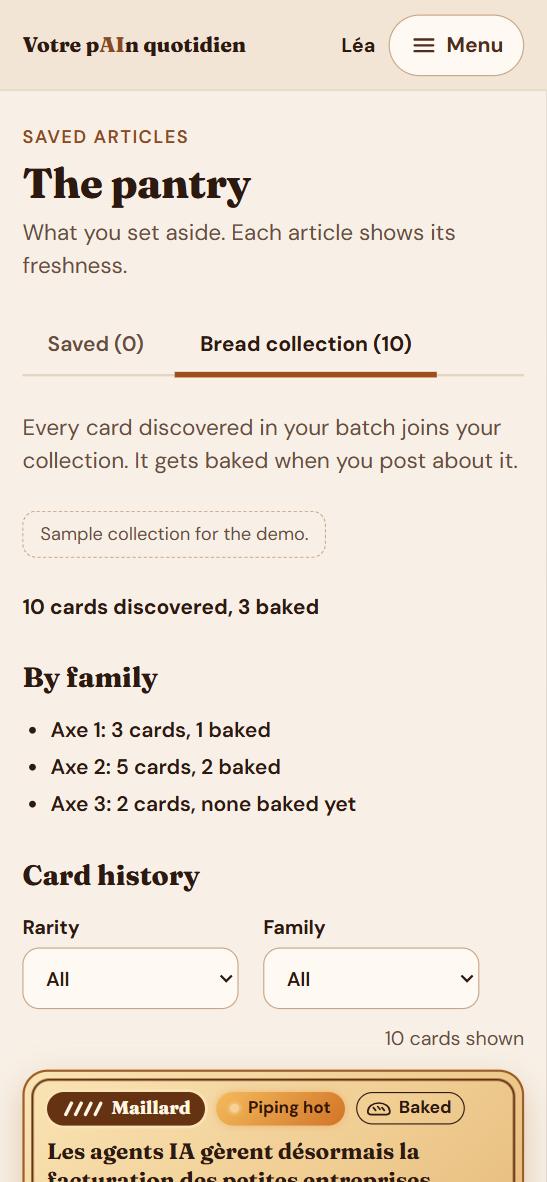 Votre pAIn quotidien
Léa
Menu
SAVED ARTICLES
The pantry
What you set aside. Each article shows its
freshness.
Saved (0)
Bread collection (10)
Every card discovered in your batch joins your
collection. It gets baked when you post about it.
Sample collection for the demo.
10 cards discovered, 3 baked
By family
• Axe 1: 3 cards, 1 baked
• Axe 2: 5 cards, 2 baked
• Axe 3: 2 cards, none baked yet
Card history
Rarity
Family
All
All
10 cards shown
Maillard
Piping hot
Baked
Les agents IA gèrent désormais la
facturation des petites entreprises